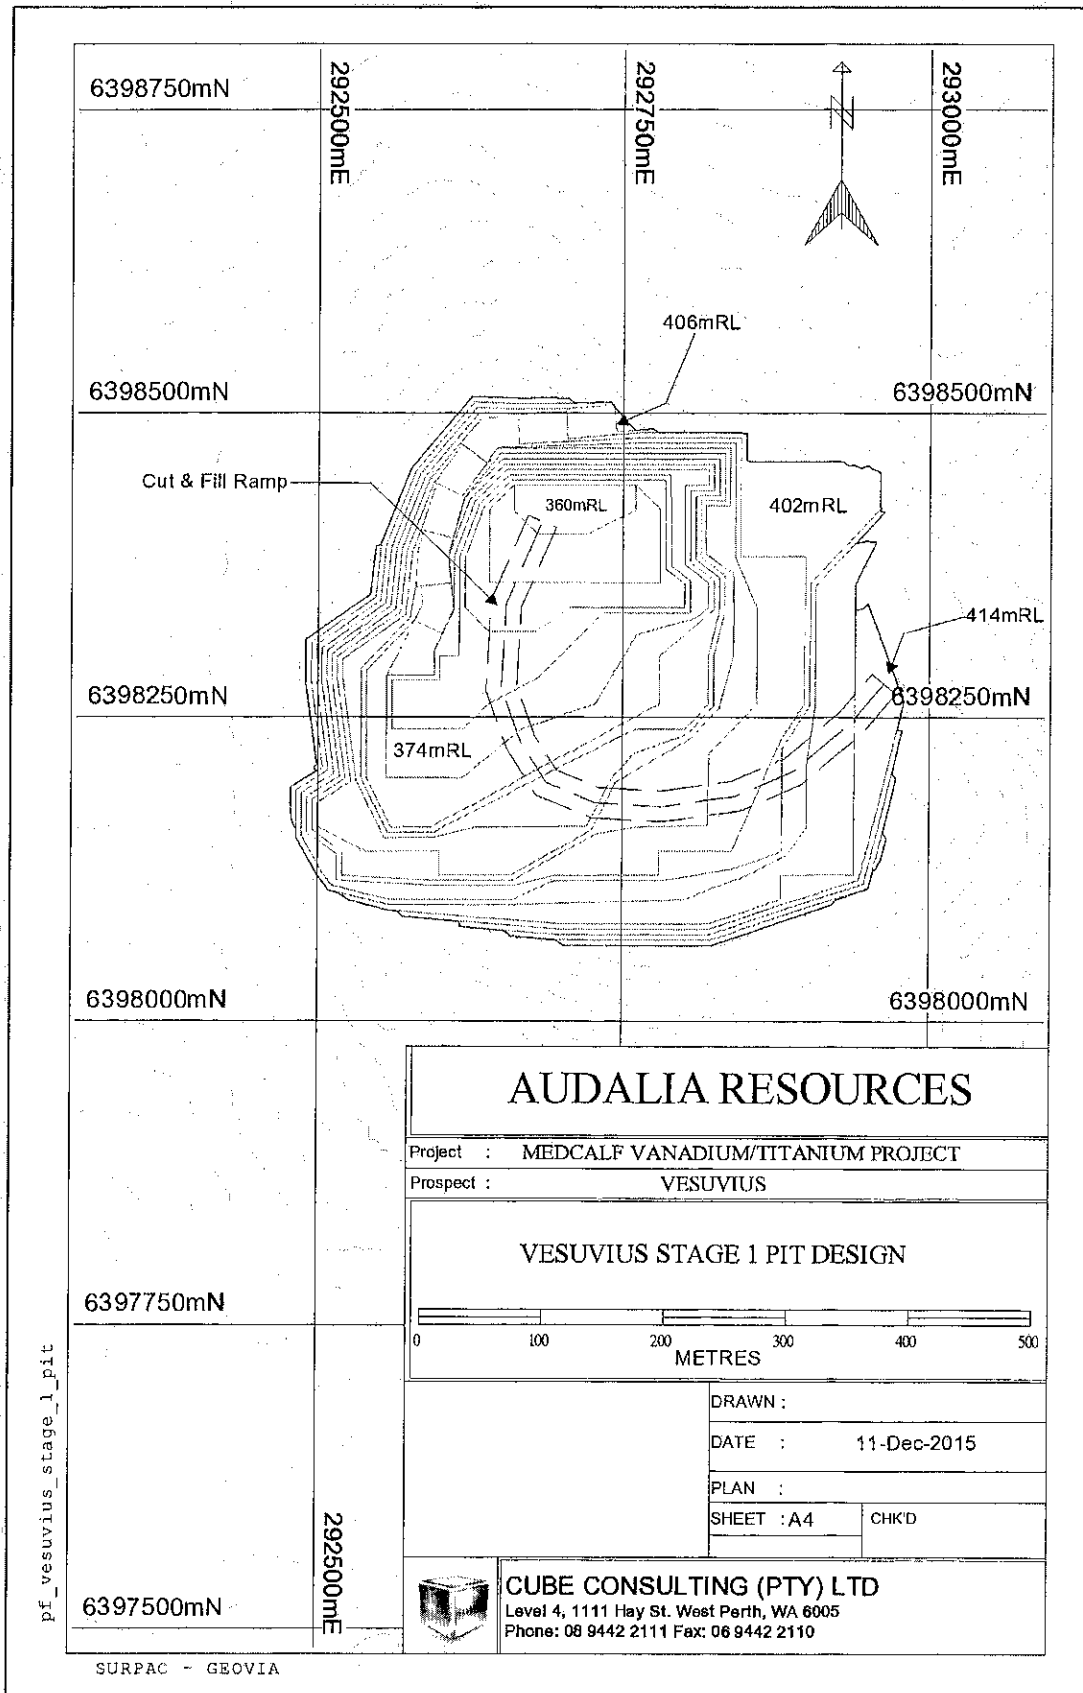 6398750mN
292500mE
292750mE
293000mE
N
406mRL
6398500mN
6398500mN
Cut & Fill Ramp
360mRL
402mRL
414mRL
6398250mN
6398250mN
374mRL
6398000mN
6398000mN
AUDALIA RESOURCES
Project : MEDCALF VANADIUM/TITANIUM PROJECT
Prospect : VESUVIUS
VESUVIUS STAGE 1 PIT DESIGN
6397750mN
0 100 200 300 400 500
METRES
DRAWN :
DATE : 11-Dec-2015
PLAN :
SHEET : A4 CHK'D
292500mE
6397500mN
CUBE CONSULTING (PTY) LTD
Level 4, 1111 Hay St. West Perth, WA 6005
Phone: 08 9442 2111 Fax: 06 9442 2110
pf_vesuvius_stage_1_pit
SURPAC - GEOVIA